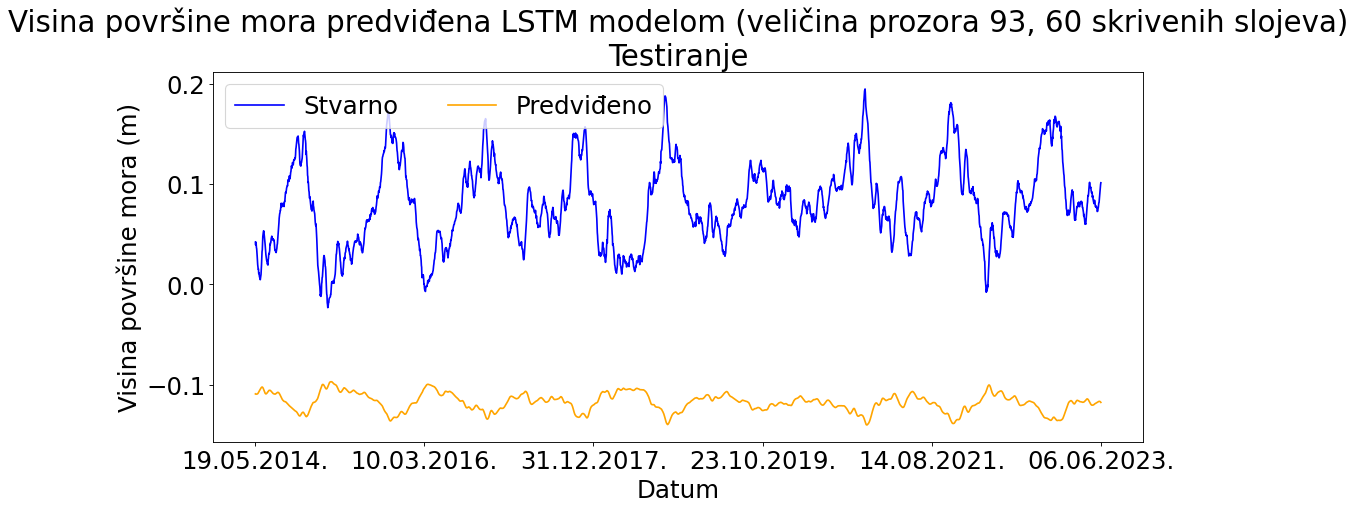 Visina površine mora predviđena LSTM modelom (veličina prozora 93, 60 skrivenih slojeva)
Testiranje
Stvarno Predviđeno
Visina površine mora (m)
0.2
0.1
0.0
−0.1
19.05.2014. 10.03.2016. 31.12.2017. 23.10.2019. 14.08.2021. 06.06.2023.
Datum